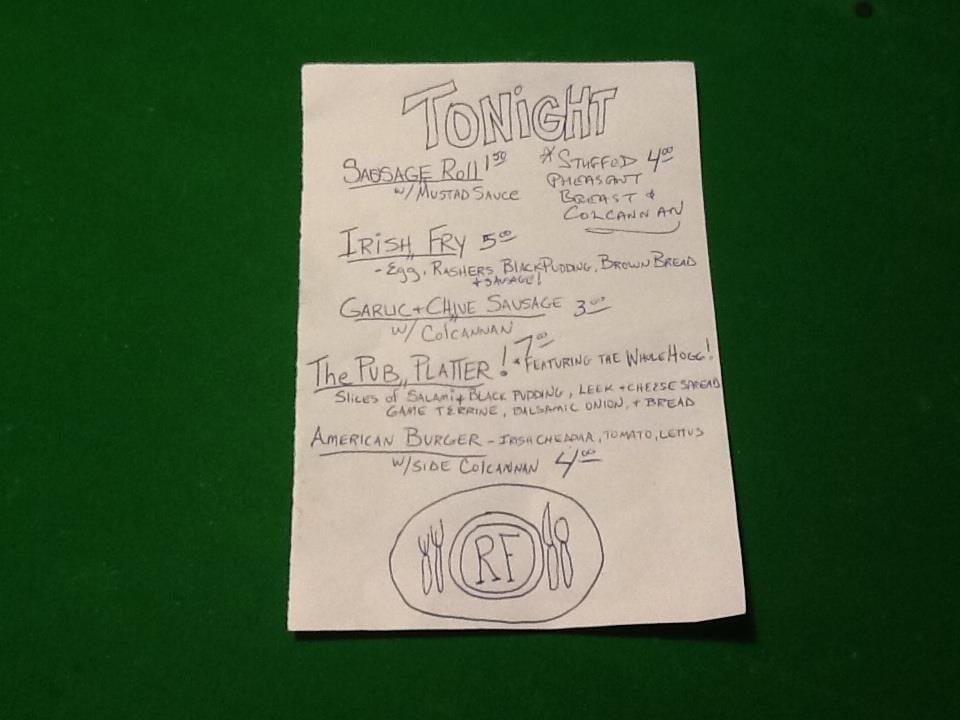 TONiGHT
SAUSAGE Roll 1 50
w/ MUSTAD SAUCE
* STUFFED 4 00
PHEASANT
BREAST +
COLCANNAN
IRiSH FRY 5 00
- Egg, RASHERS BLACK PUDDING, BROWN BREAD
+ SAUSAGE!
GARLIC + CHIVE SAUSAGE 3 00
w/ COlCANNAN
The PUB PLATTER! 7 00 * FEATURING THE WHOLE HOGG!
SLICES of SALAMI + BLACK PUDDING, LEEK + CHEESE SPREAD
GAME TERRINE, BALSAMIC ONION, + BREAD
AMERICAN BURGER - IRISH CHEADAR, TOMATO, LETTUS
W/SIDE COlCANNAN 4 00
RF